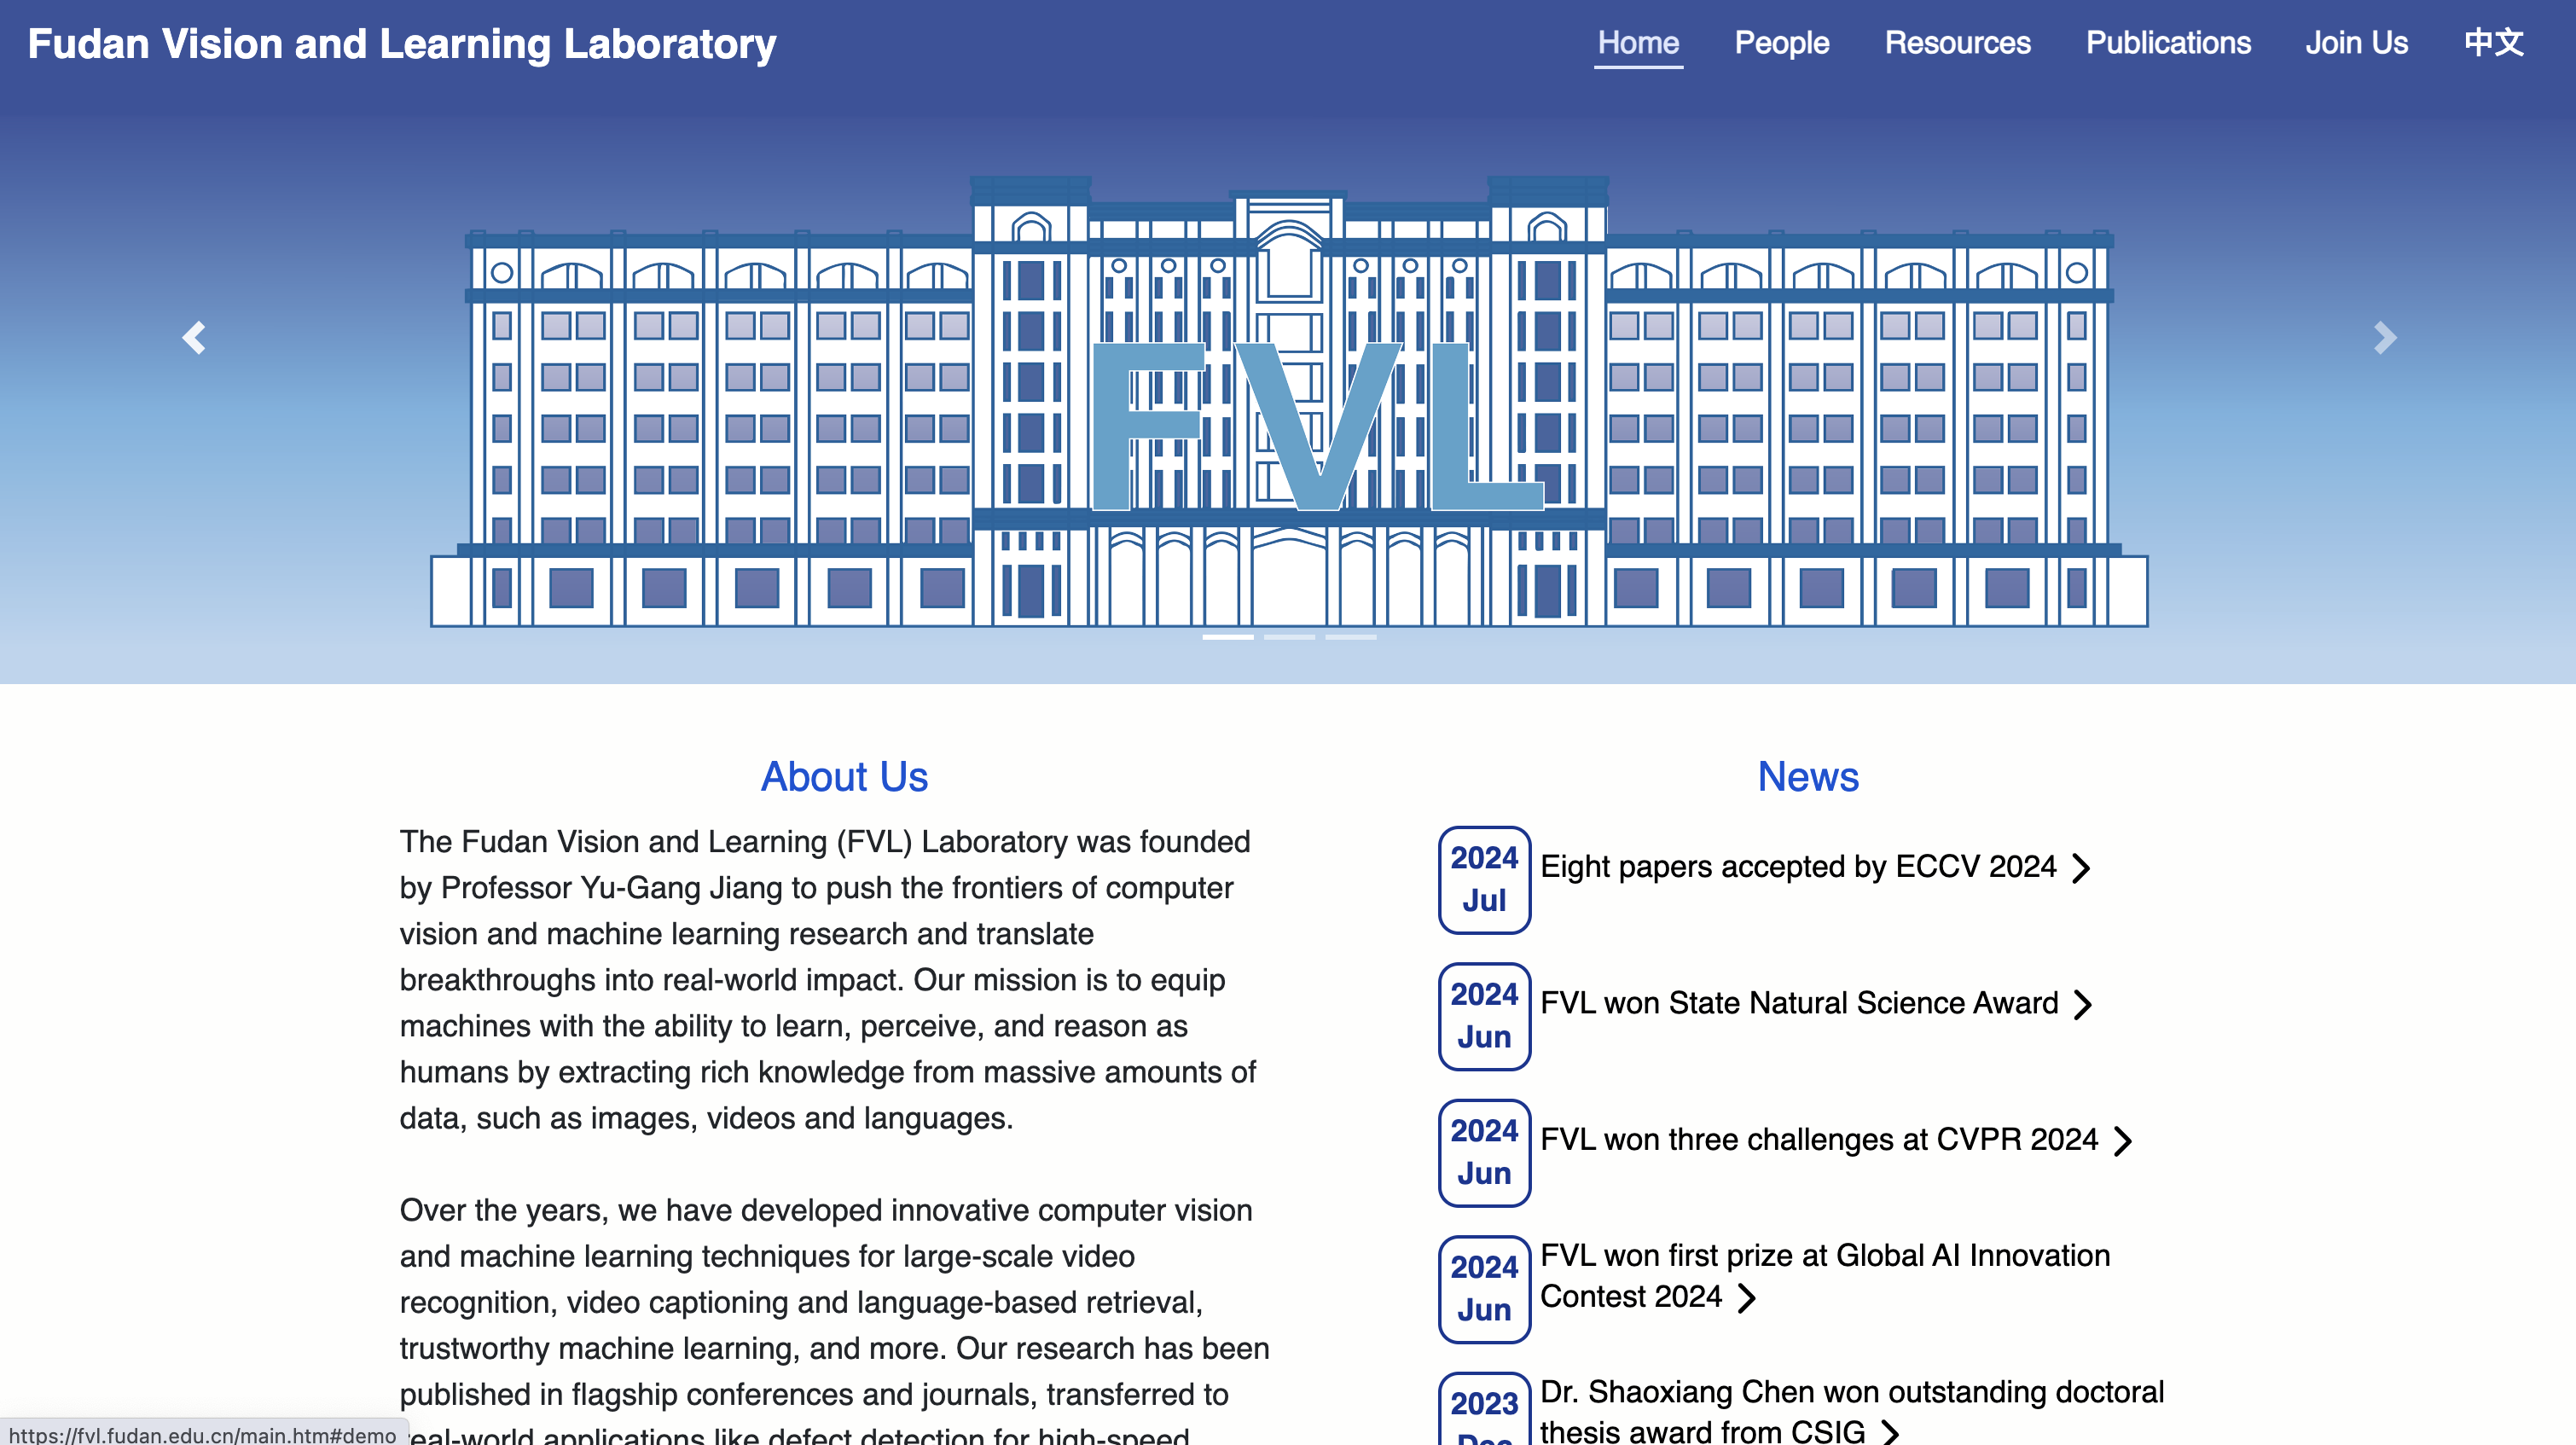 Fudan Vision and Learning Laboratory
Home People Resources Publications Join Us 中文
FVL
About Us
The Fudan Vision and Learning (FVL) Laboratory was founded
by Professor Yu-Gang Jiang to push the frontiers of computer
vision and machine learning research and translate
breakthroughs into real-world impact. Our mission is to equip
machines with the ability to learn, perceive, and reason as
humans by extracting rich knowledge from massive amounts of
data, such as images, videos and languages.
Over the years, we have developed innovative computer vision
and machine learning techniques for large-scale video
recognition, video captioning and language-based retrieval,
trustworthy machine learning, and more. Our research has been
published in flagship conferences and journals, transferred to
real-world applications like defect detection for high-speed
News
2024
Jul
Eight papers accepted by ECCV 2024
2024
Jun
FVL won State Natural Science Award
2024
Jun
FVL won three challenges at CVPR 2024
2024
Jun
FVL won first prize at Global AI Innovation
Contest 2024
2023
Dec
Dr. Shaoxiang Chen won outstanding doctoral
thesis award from CSIG
https://fvl.fudan.edu.cn/main.htm#demo